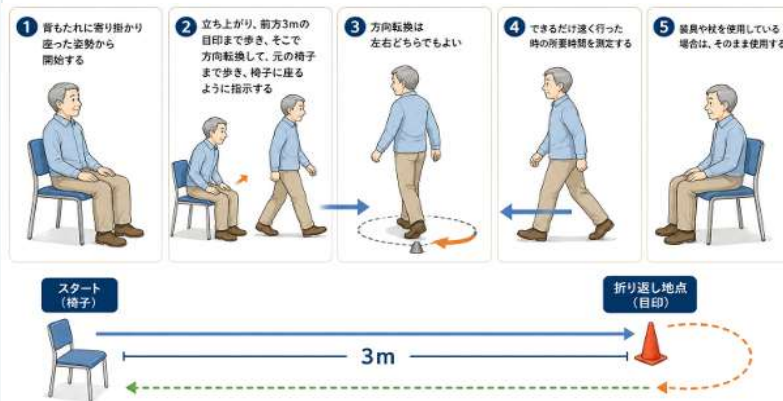 1 背もたれに寄り掛かり
座った姿勢から
開始する
2 立ち上がり、前方3mの
目印まで歩き、そこで
方向転換して、元の椅子
まで歩き、椅子に座る
ように指示する
3 方向転換は
左右どちらでもよい
4 できるだけ速く行った
時の所要時間を測定する
5 装具や杖を使用している
場合は、そのまま使用する
スタート
(椅子)
折り返し地点
(目印)
3m